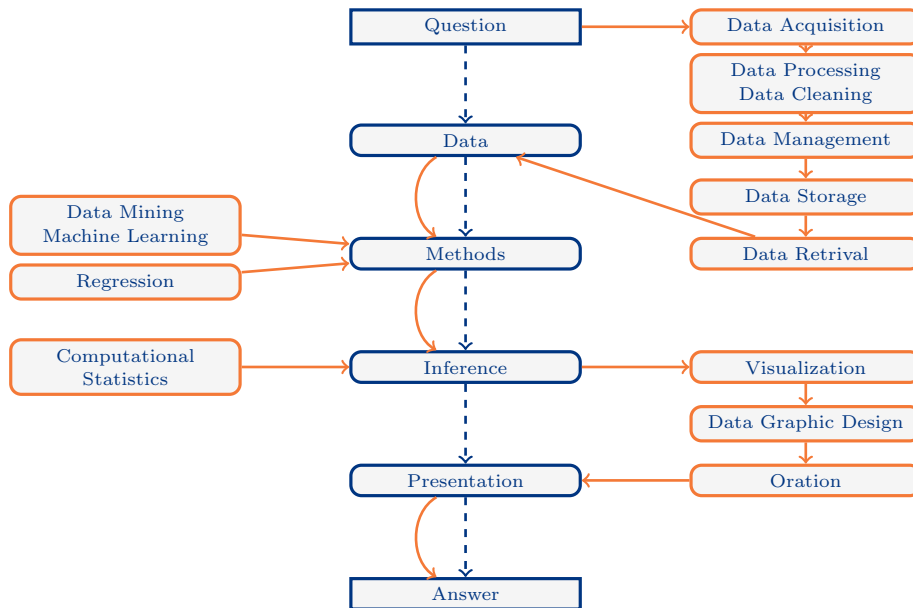 Question
Data Acquisition
Data Processing
Data Cleaning
Data
Data Management
Data Storage
Data Mining
Machine Learning
Methods
Data Retrival
Regression
Computational
Statistics
Inference
Visualization
Data Graphic Design
Presentation
Oration
Answer